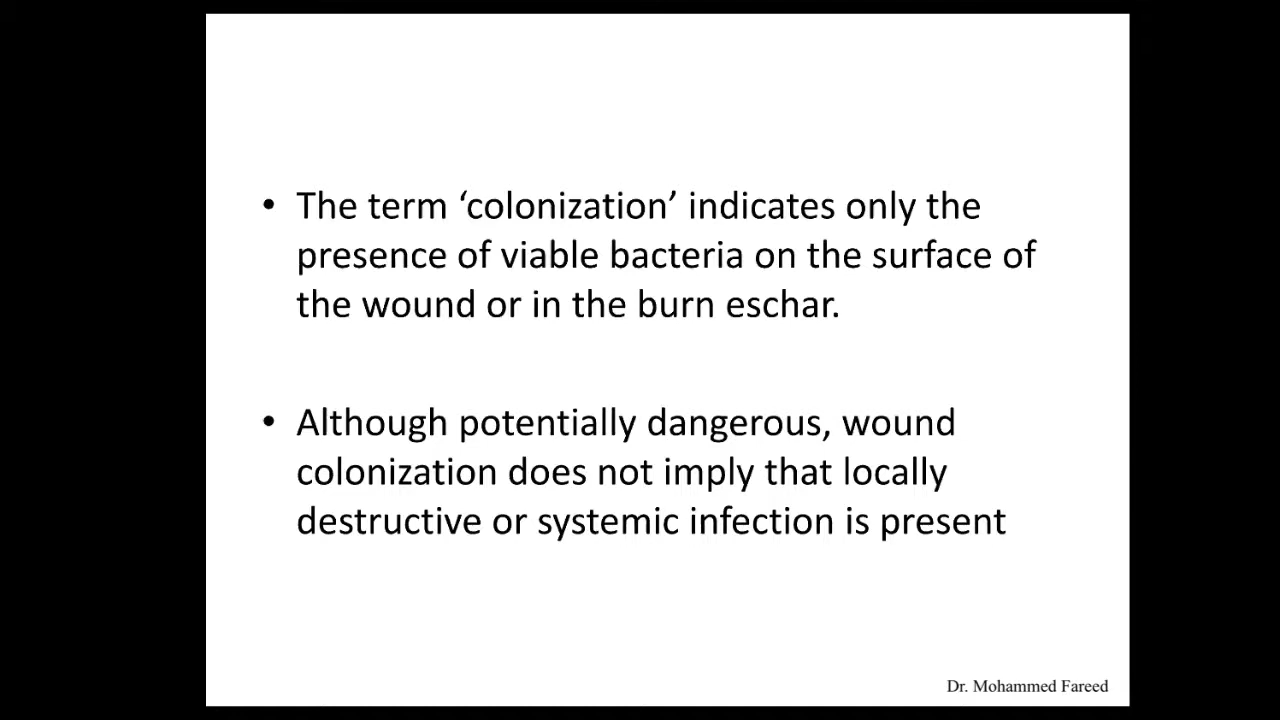 • The term ‘colonization’ indicates only the
presence of viable bacteria on the surface of
the wound or in the burn eschar.
• Although potentially dangerous, wound
colonization does not imply that locally
destructive or systemic infection is present
Dr. Mohammed Fareed